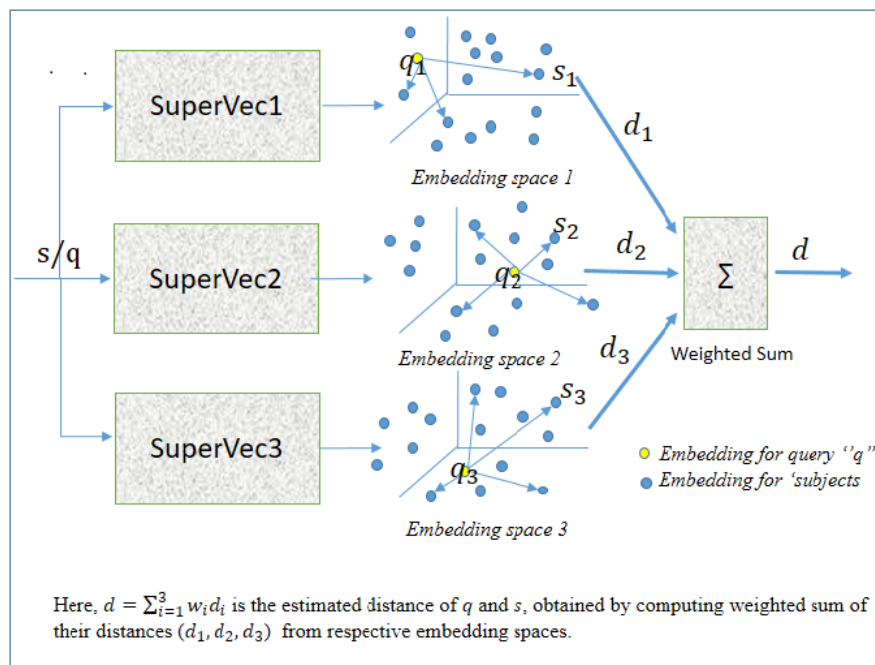 SuperVec1
q₁
s₁
Embedding space 1
d₁
s/q
SuperVec2
q₂
s₂
Embedding space 2
d₂
Σ
d
Weighted Sum
SuperVec3
q₃
s₃
Embedding space 3
d₃
Embedding for query ‘’q”
Embedding for ‘subjects
Here, d = ∑³ᵢ₌₁ wᵢdᵢ is the estimated distance of q and s, obtained by computing weighted sum of
their distances (d₁, d₂, d₃) from respective embedding spaces.